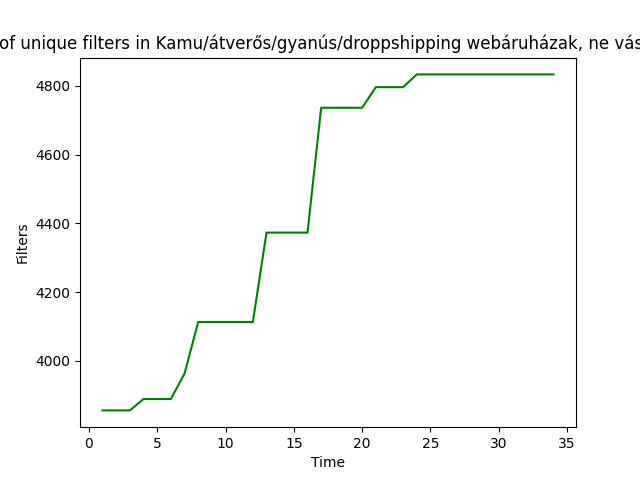 of unique filters in Kamu/átverős/gyanús/droppshipping webáruházak, ne vás
4800
4600
4400
4200
4000
Filters
0 5 10 15 20 25 30 35
Time